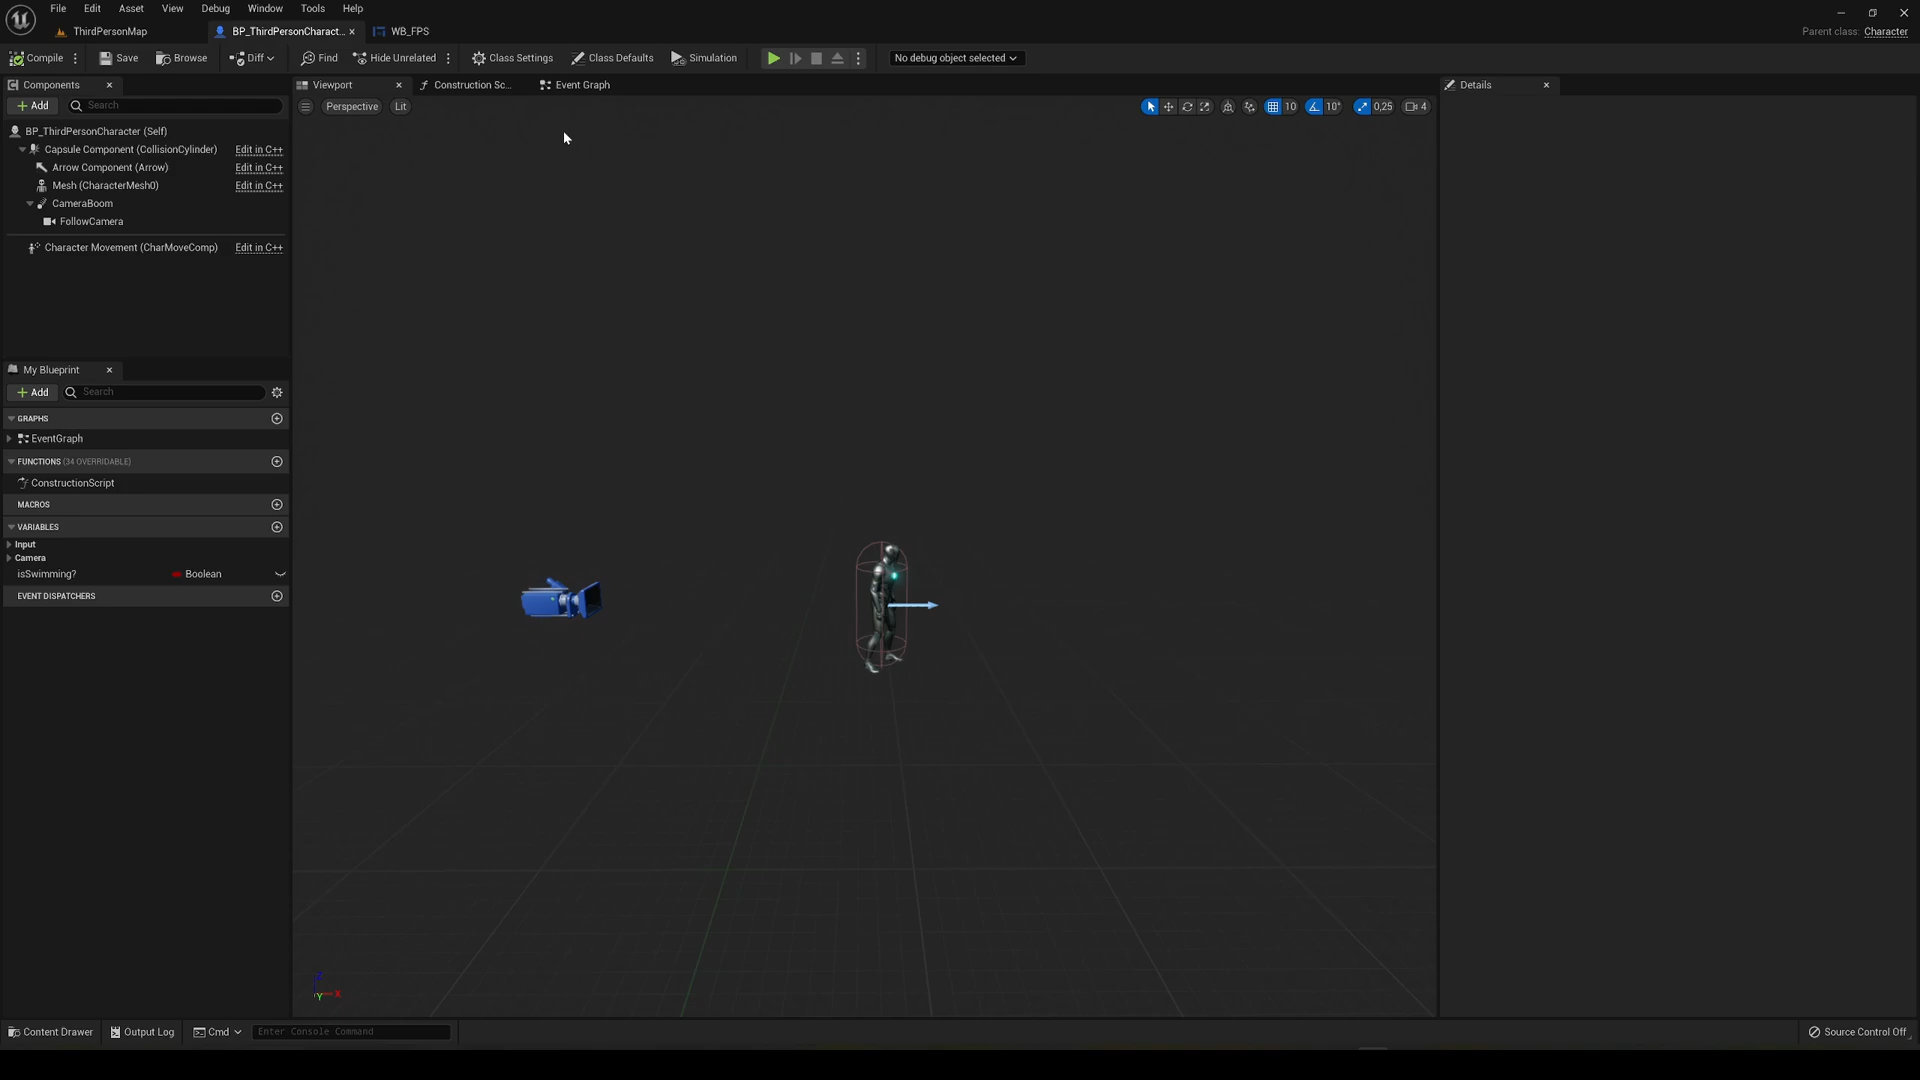 File Edit Asset View Debug Window Tools Help
ThirdPersonMap BP_ThirdPersonCharact... WB_FPS
Parent class: Character
Compile Save Browse Diff Find Hide Unrelated Class Settings Class Defaults Simulation No debug object selected
Components
Viewport Construction Sc... Event Graph
Details
Add Search
Perspective Lit
10 10° 0,25 4
BP_ThirdPersonCharacter (Self)
Capsule Component (CollisionCylinder) Edit in C++
Arrow Component (Arrow) Edit in C++
Mesh (CharacterMesh0) Edit in C++
CameraBoom
FollowCamera
Character Movement (CharMoveComp) Edit in C++
My Blueprint
Add Search
GRAPHS
EventGraph
FUNCTIONS (34 OVERRIDABLE)
ConstructionScript
MACROS
VARIABLES
Input
Camera
isSwimming? Boolean
EVENT DISPATCHERS
Z
Y X
Content Drawer Output Log Cmd Enter Console Command
Source Control Off